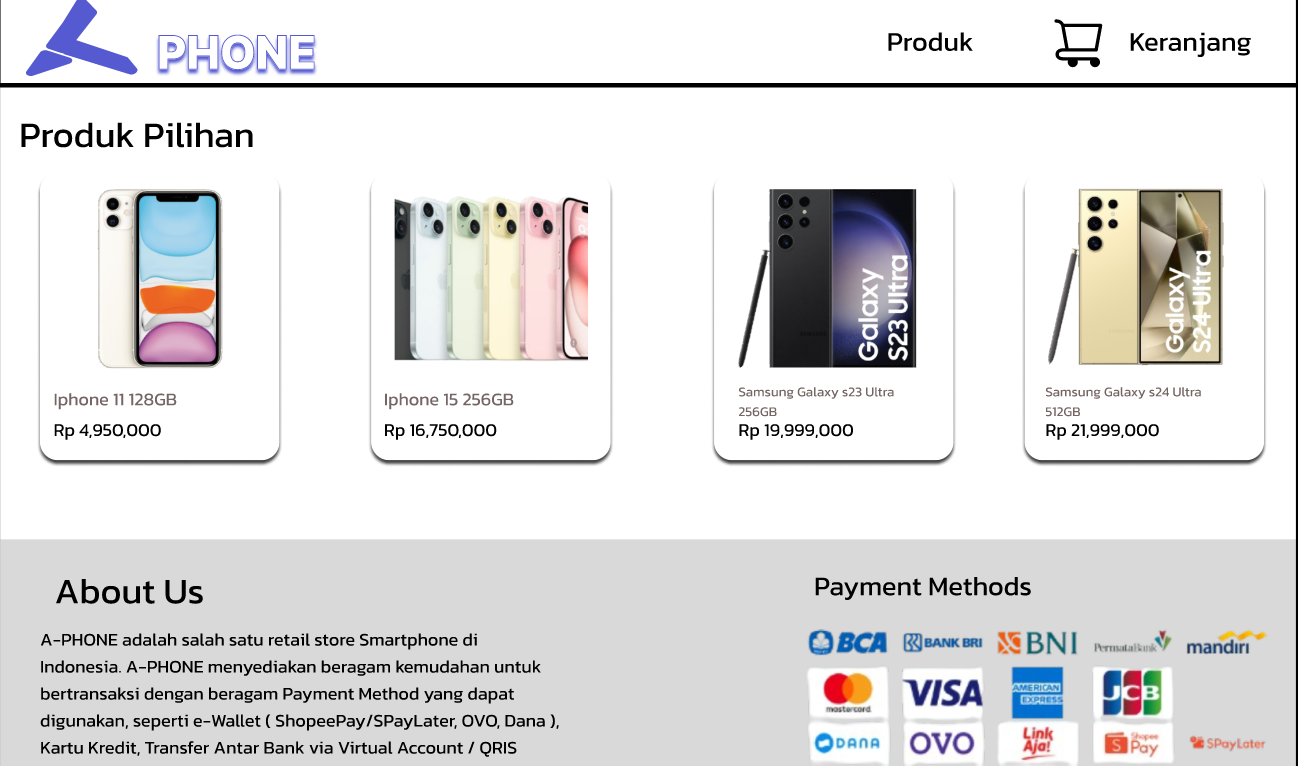 PHONE
Produk
Keranjang
Produk Pilihan
Galaxy
S23 Ultra
Galaxy
S24 Ultra
Iphone 11 128GB
Rp 4,950,000
Iphone 15 256GB
Rp 16,750,000
Samsung Galaxy s23 Ultra
256GB
Rp 19,999,000
Samsung Galaxy s24 Ultra
512GB
Rp 21,999,000
About Us
A-PHONE adalah salah satu retail store Smartphone di
Indonesia. A-PHONE menyediakan beragam kemudahan untuk
bertransaksi dengan beragam Payment Method yang dapat
digunakan, seperti e-Wallet ( ShopeePay/SPayLater, OVO, Dana ),
Kartu Kredit, Transfer Antar Bank via Virtual Account / QRIS
Payment Methods
BCA
BANK BRI
BNI
PermataBank
mandiri
mastercard
VISA
AMERICAN
EXPRESS
JCB
DANA
OVO
Link
Aja!
Shopee
Pay
SPayLater